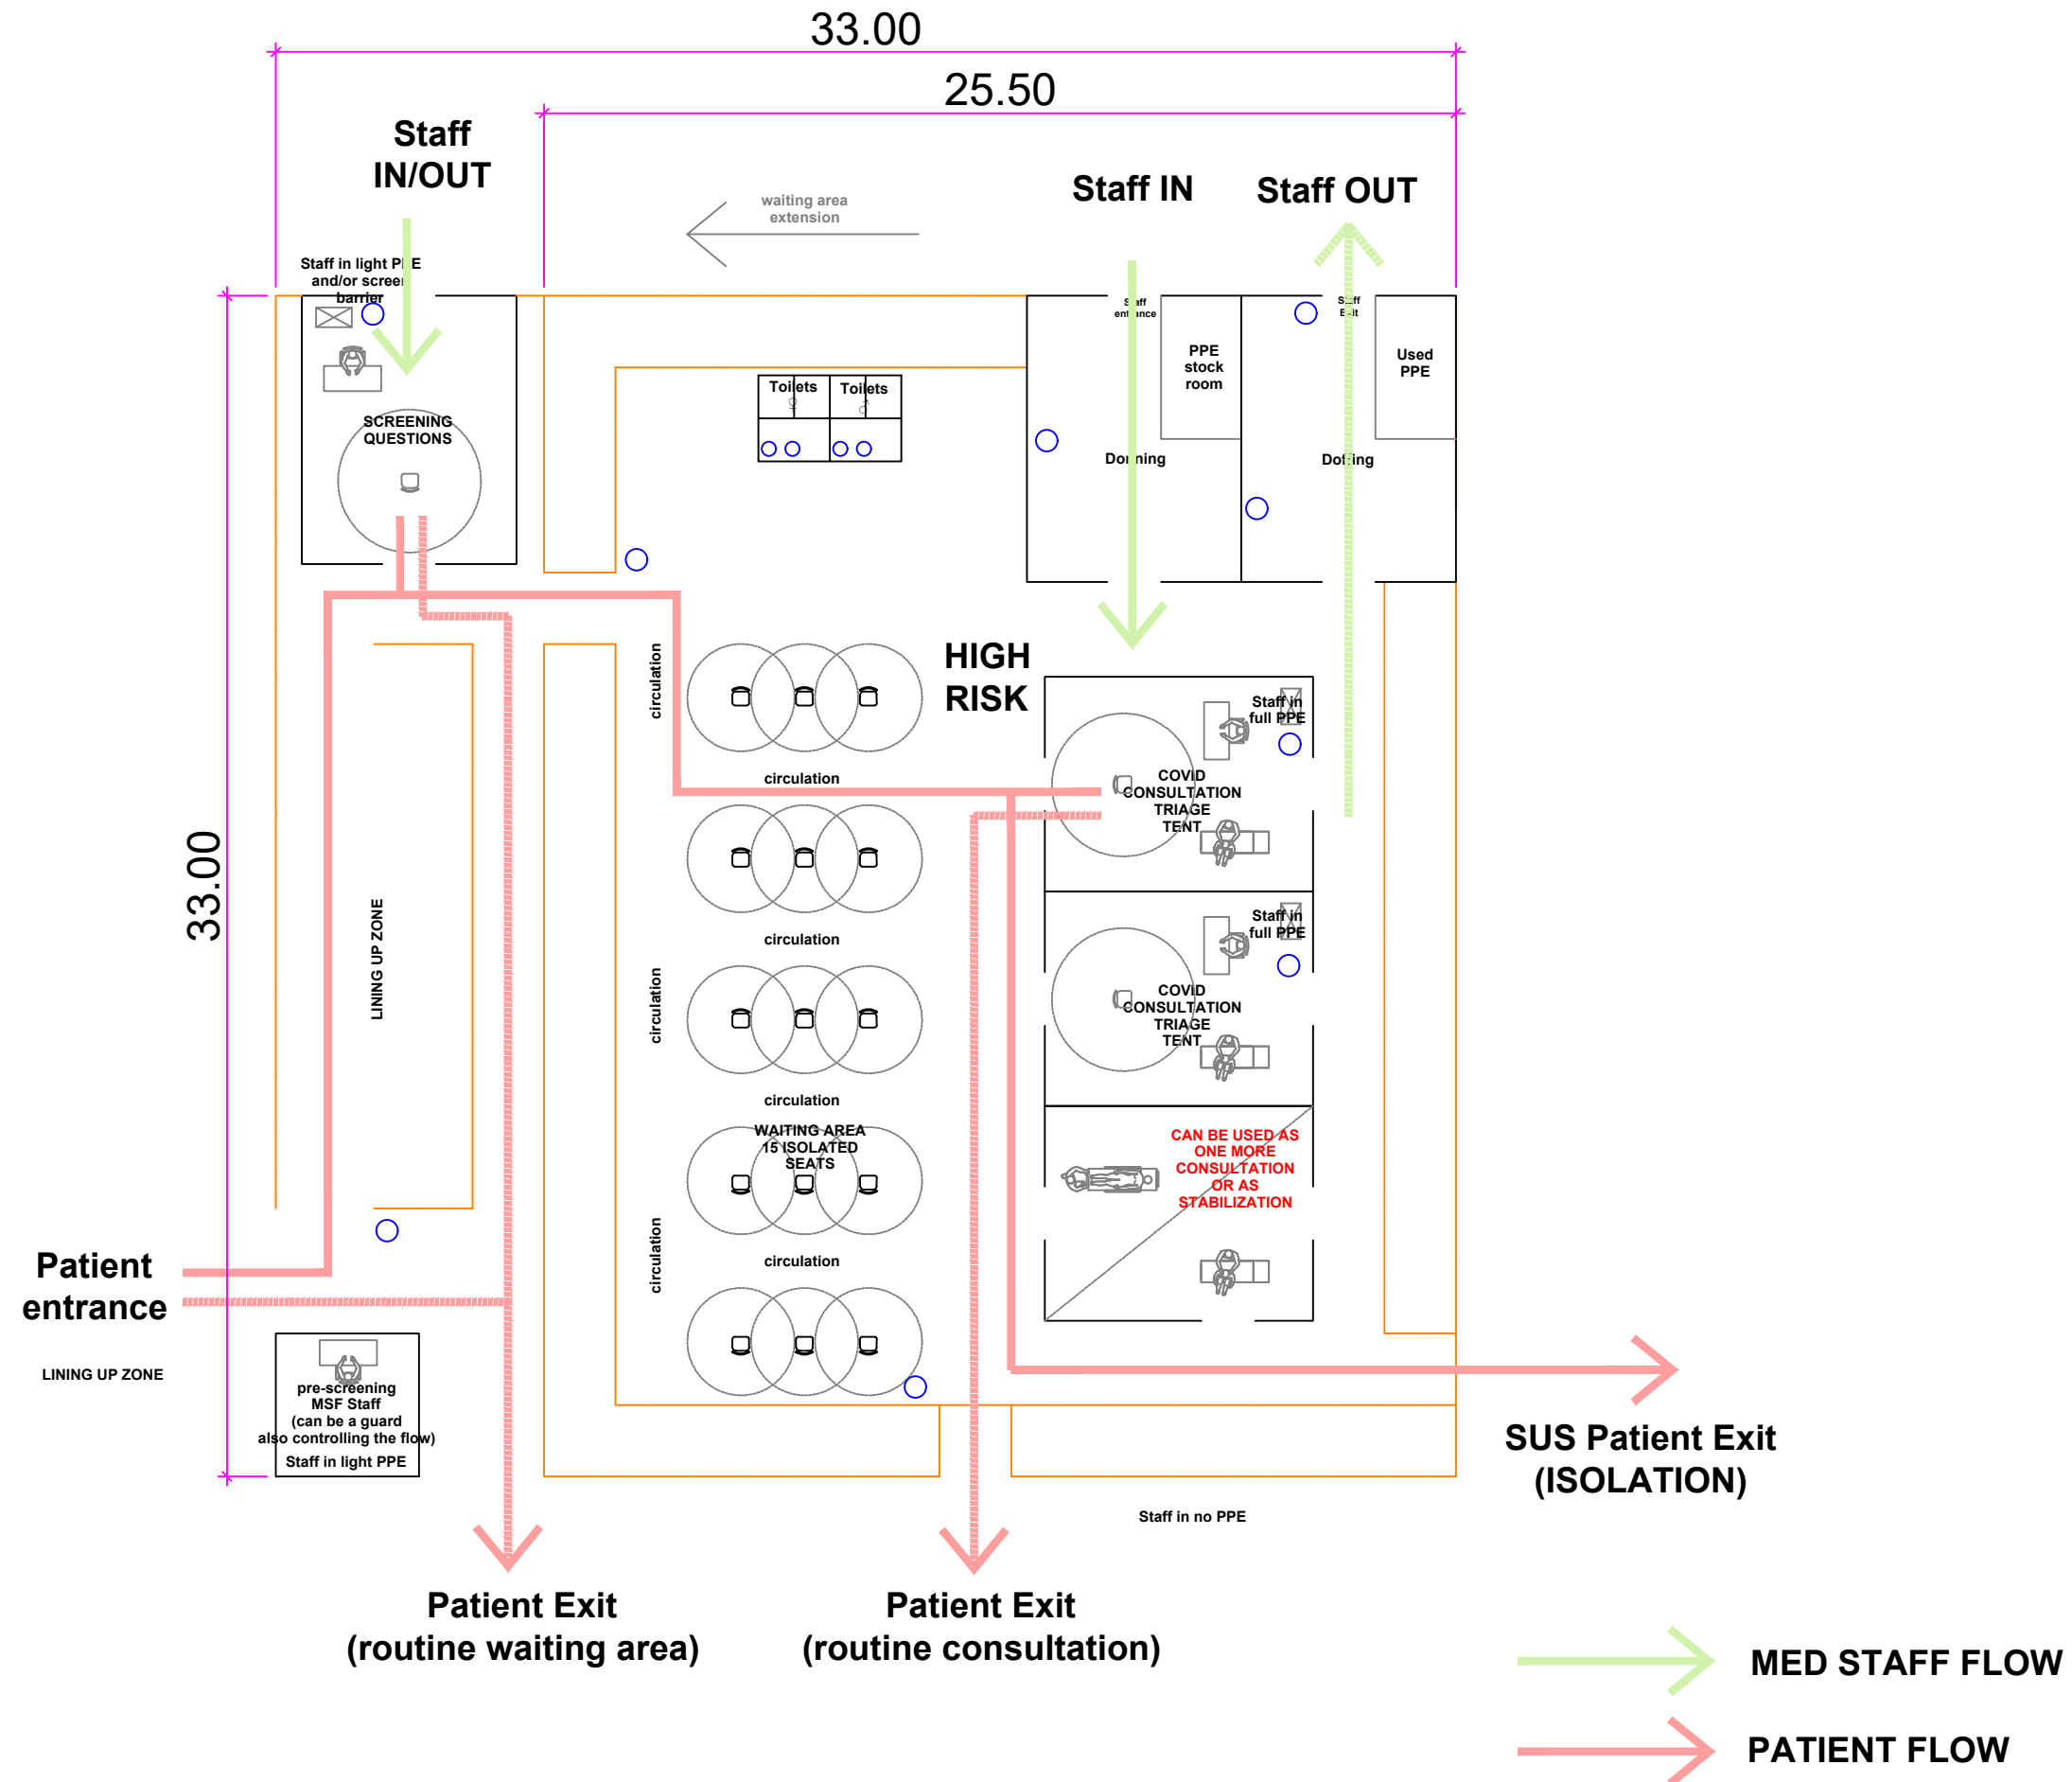 33.00
25.50
Staff
IN/OUT
Staff IN
Staff OUT
waiting area
extension
Staff in light PPE
and/or screen
barrier
Staff
entrance
Staff
Exit
PPE
stock
room
Used
PPE
Toilets
Toilets
SCREENING
QUESTIONS
Donning
Doffing
HIGH
RISK
circulation
Staff in
full PPE
circulation
COVID
CONSULTATION
TRIAGE
TENT
33.00
LINING UP ZONE
circulation
Staff in
full PPE
circulation
COVID
CONSULTATION
TRIAGE
TENT
circulation
WAITING AREA
15 ISOLATED
SEATS
CAN BE USED AS
ONE MORE
CONSULTATION
OR AS
STABILIZATION
circulation
circulation
Patient
entrance
LINING UP ZONE
pre-screening
MSF Staff
(can be a guard
also controlling the flow)
Staff in light PPE
SUS Patient Exit
(ISOLATION)
Staff in no PPE
Patient Exit
(routine waiting area)
Patient Exit
(routine consultation)
MED STAFF FLOW
PATIENT FLOW